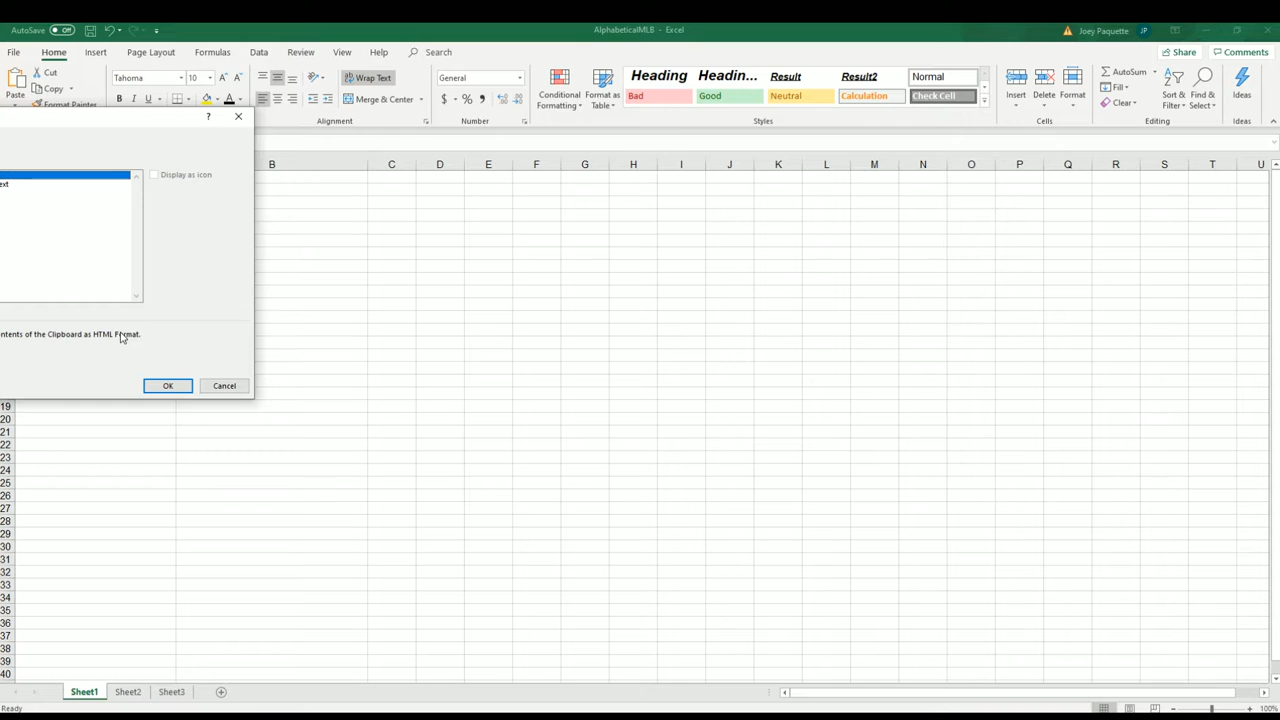 AutoSave Off AlphabeticalMLB - Excel Joey Paquette JP
File Home Insert Page Layout Formulas Data Review View Help Search Share Comments
Cut Tahoma 10 A A Wrap Text General Heading Headin... Result Result2 Normal AutoSum
Copy Fill
Paste Format Painter B I U A Merge & Center $ % Conditional Formatting Format as Table Bad Good Neutral Calculation Check Cell Insert Delete Format Clear Sort & Filter Find & Select Ideas
Alignment Number Styles Cells Editing Ideas
? 
B C D E F G H I J K L M N O P Q R S T U
Display as icon
ext
ntents of the Clipboard as HTML Format.
OK Cancel
19
20
21
22
23
24
25
26
27
28
29
30
31
32
33
34
35
36
37
38
39
40
Sheet1 Sheet2 Sheet3
Ready 100%